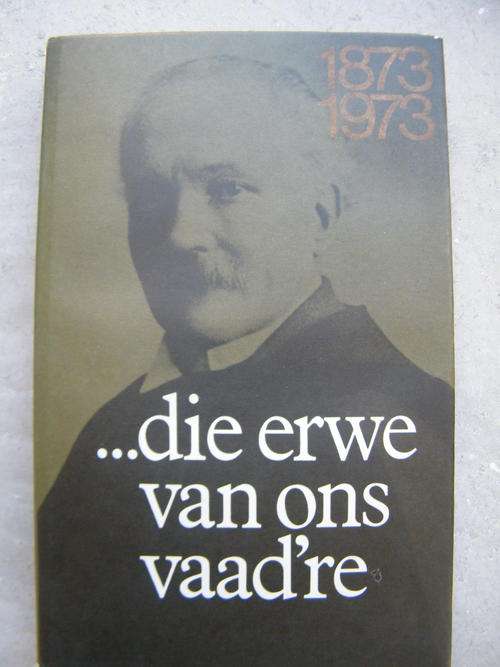 1873
1973
...die erwe
van ons
vaad're